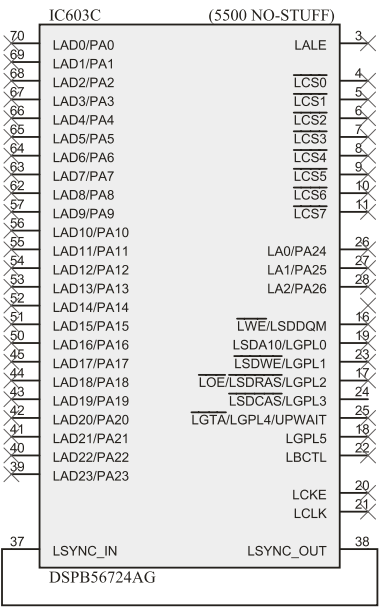 IC603C (5500 NO-STUFF)
70 LAD0/PA0 LALE 3
69 LAD1/PA1
68 LAD2/PA2 LCS0 4
67 LAD3/PA3 LCS1 5
66 LAD4/PA4 LCS2 6
65 LAD5/PA5 LCS3 7
64 LAD6/PA6 LCS4 8
63 LAD7/PA7 LCS5 9
62 LAD8/PA8 LCS6 10
57 LAD9/PA9 LCS7 11
56 LAD10/PA10
55 LAD11/PA11 LA0/PA24 26
54 LAD12/PA12 LA1/PA25 27
53 LAD13/PA13 LA2/PA26 28
52 LAD14/PA14
51 LAD15/PA15 LWE/LSDDQM 16
50 LAD16/PA16 LSDA10/LGPL0 19
45 LAD17/PA17 LSDWE/LGPL1 23
44 LAD18/PA18 LOE/LSDRAS/LGPL2 17
43 LAD19/PA19 LSDCAS/LGPL3 24
42 LAD20/PA20 LGTA/LGPL4/UPWAIT 25
41 LAD21/PA21 LGPL5 18
40 LAD22/PA22 LBCTL 22
39 LAD23/PA23
LCKE 20
LCLK 21
37 LSYNC_IN LSYNC_OUT 38
DSPB56724AG